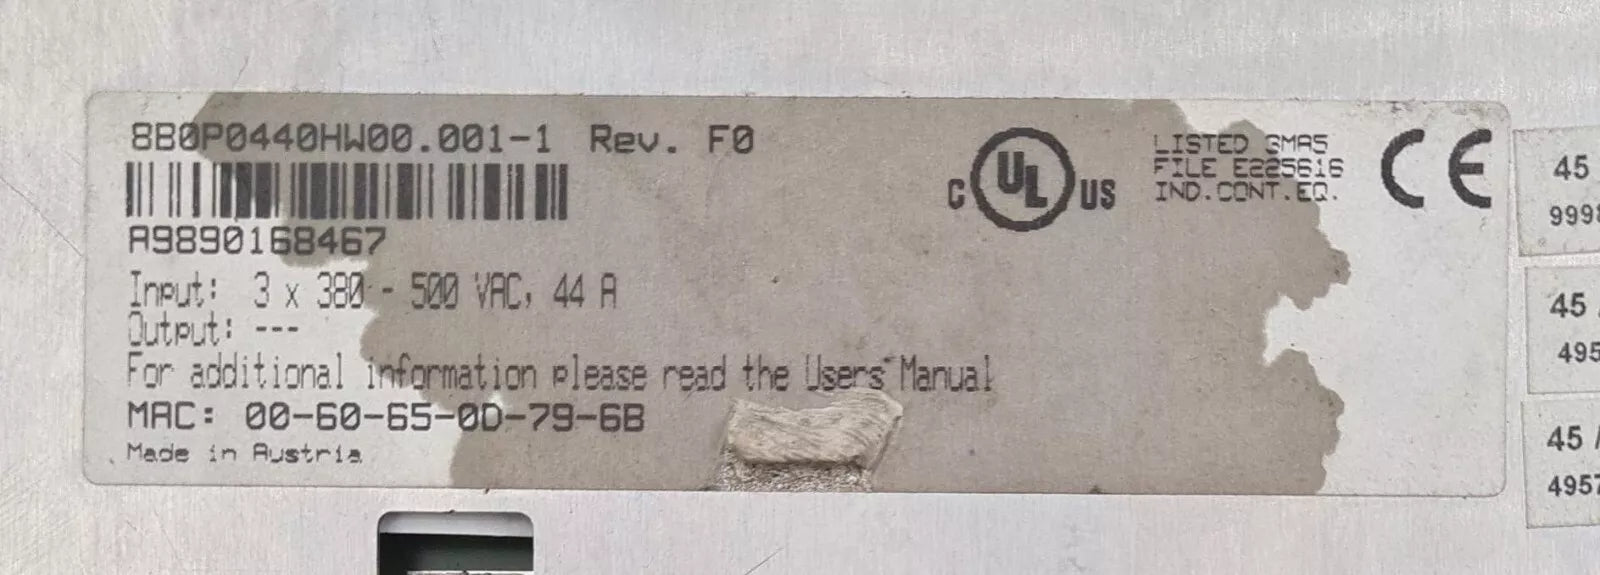 8B0P0440HW00.001-1 Rev. F0
A9890168467
Input: 3 x 380 - 500 VAC, 44 A
Output: ---
For additional information please read the Users Manual
MAC: 00-60-65-0D-79-6B
Made in Austria
C UL US
LISTED 3MA5
FILE E225616
IND.CONT.EQ.
CE
45
9998
45
495
45
4957